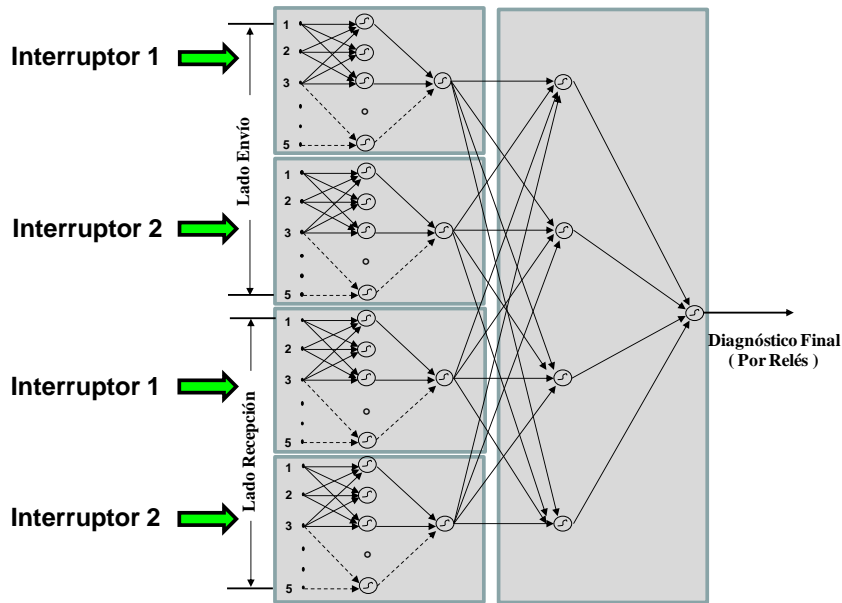 Interruptor 1
1
2
3
5
Lado Envío
Interruptor 2
1
2
3
5
Interruptor 1
1
2
3
5
Lado Recepción
Interruptor 2
1
2
3
5
Diagnóstico Final
( Por Relés )